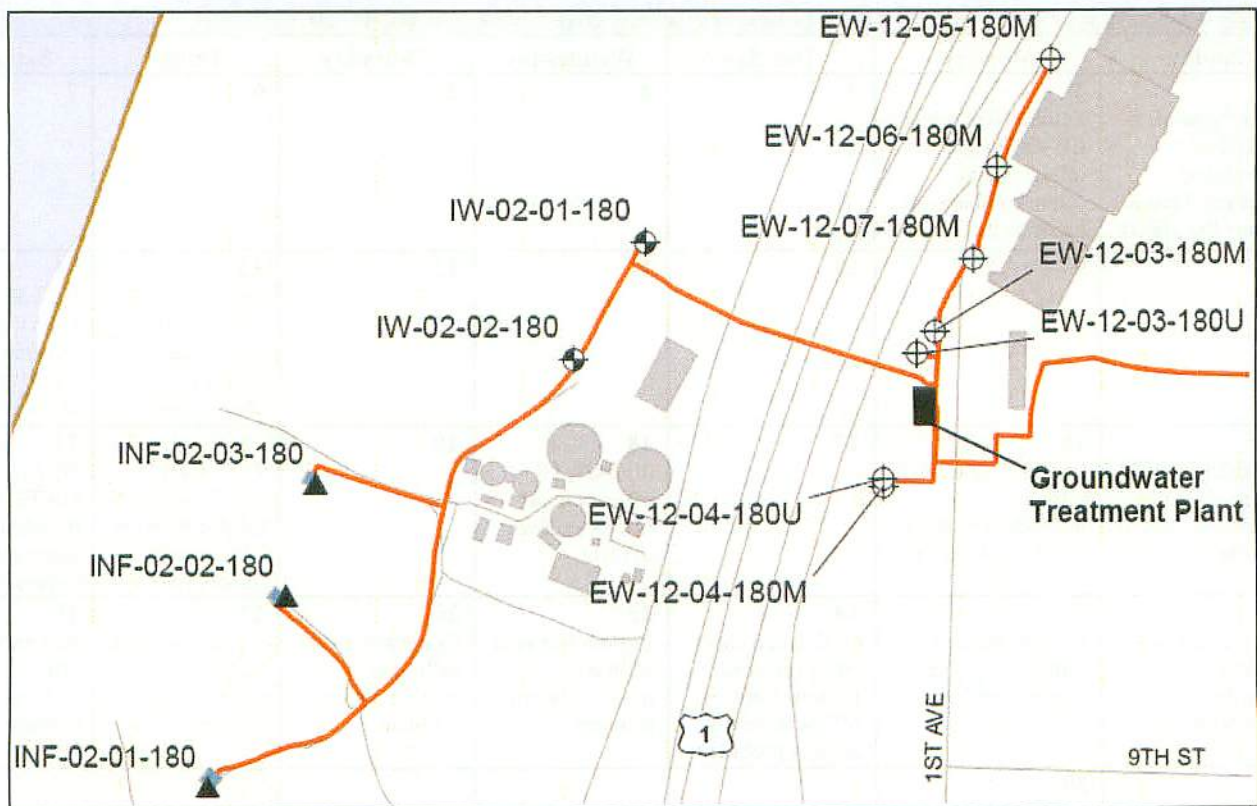 EW-12-05-180M
EW-12-06-180M
IW-02-01-180
EW-12-07-180M
EW-12-03-180M
EW-12-03-180U
IW-02-02-180
INF-02-03-180
Groundwater
Treatment Plant
EW-12-04-180U
INF-02-02-180
EW-12-04-180M
1
1ST AVE
INF-02-01-180
9TH ST